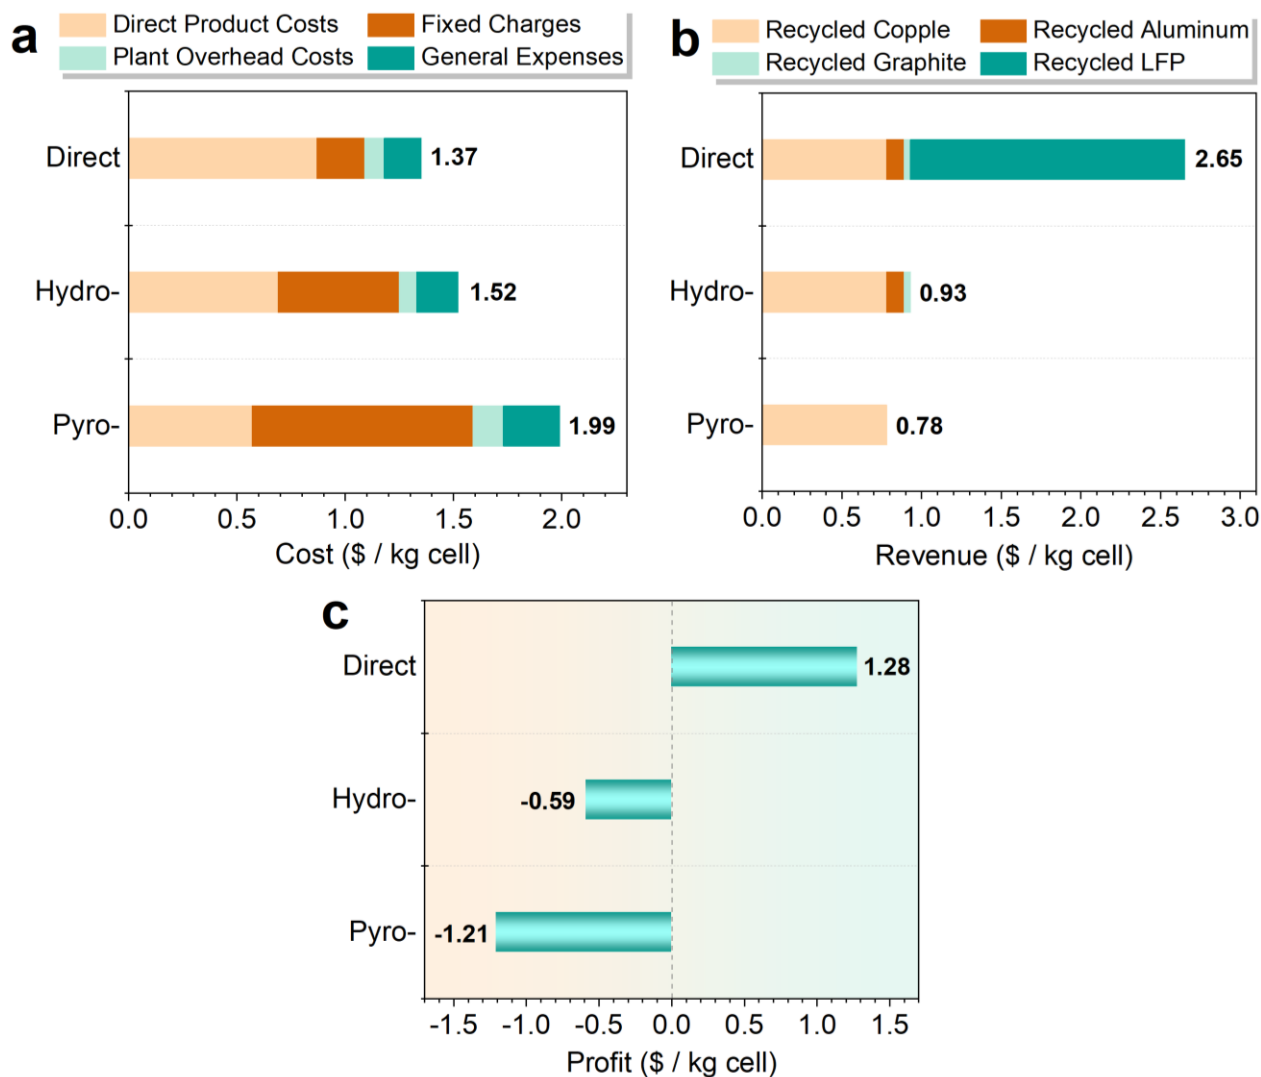 a
Direct Product Costs Fixed Charges
Plant Overhead Costs General Expenses
Direct 1.37
Hydro- 1.52
Pyro- 1.99
0.0 0.5 1.0 1.5 2.0
Cost ($ / kg cell)
b
Recycled Copple Recycled Aluminum
Recycled Graphite Recycled LFP
Direct 2.65
Hydro- 0.93
Pyro- 0.78
0.0 0.5 1.0 1.5 2.0 2.5 3.0
Revenue ($ / kg cell)
c
Direct 1.28
Hydro- -0.59
Pyro- -1.21
-1.5 -1.0 -0.5 0.0 0.5 1.0 1.5
Profit ($ / kg cell)